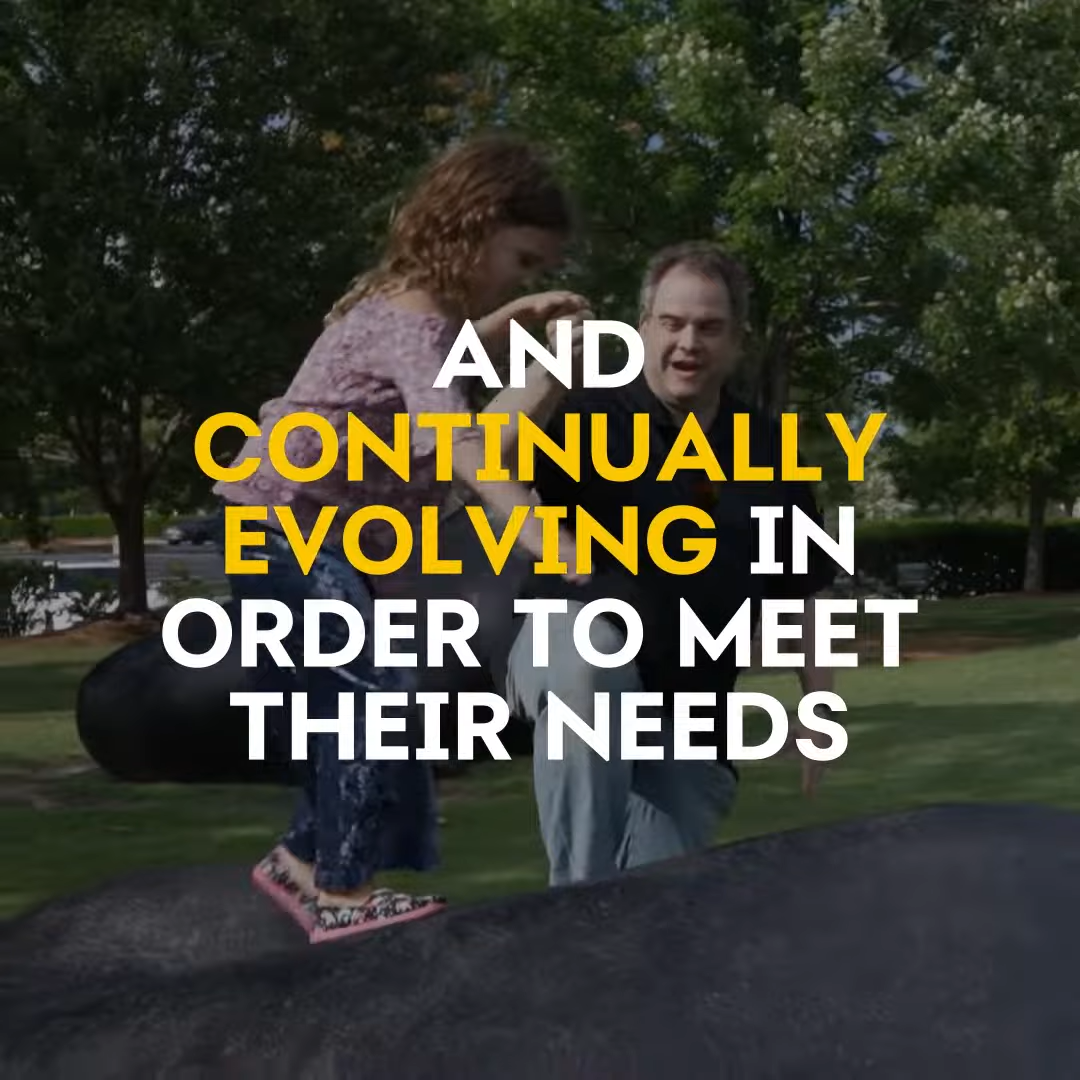 AND
CONTINUALLY
EVOLVING IN
ORDER TO MEET
THEIR NEEDS